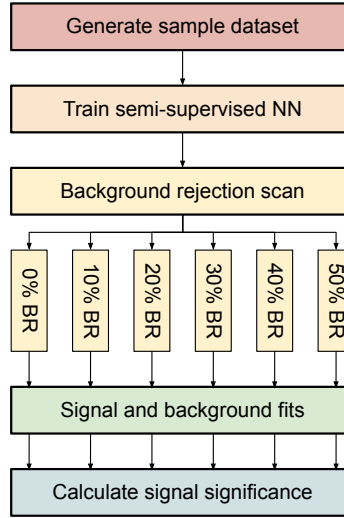 Generate sample dataset
Train semi-supervised NN
Background rejection scan
0% BR
10% BR
20% BR
30% BR
40% BR
50% BR
Signal and background fits
Calculate signal significance